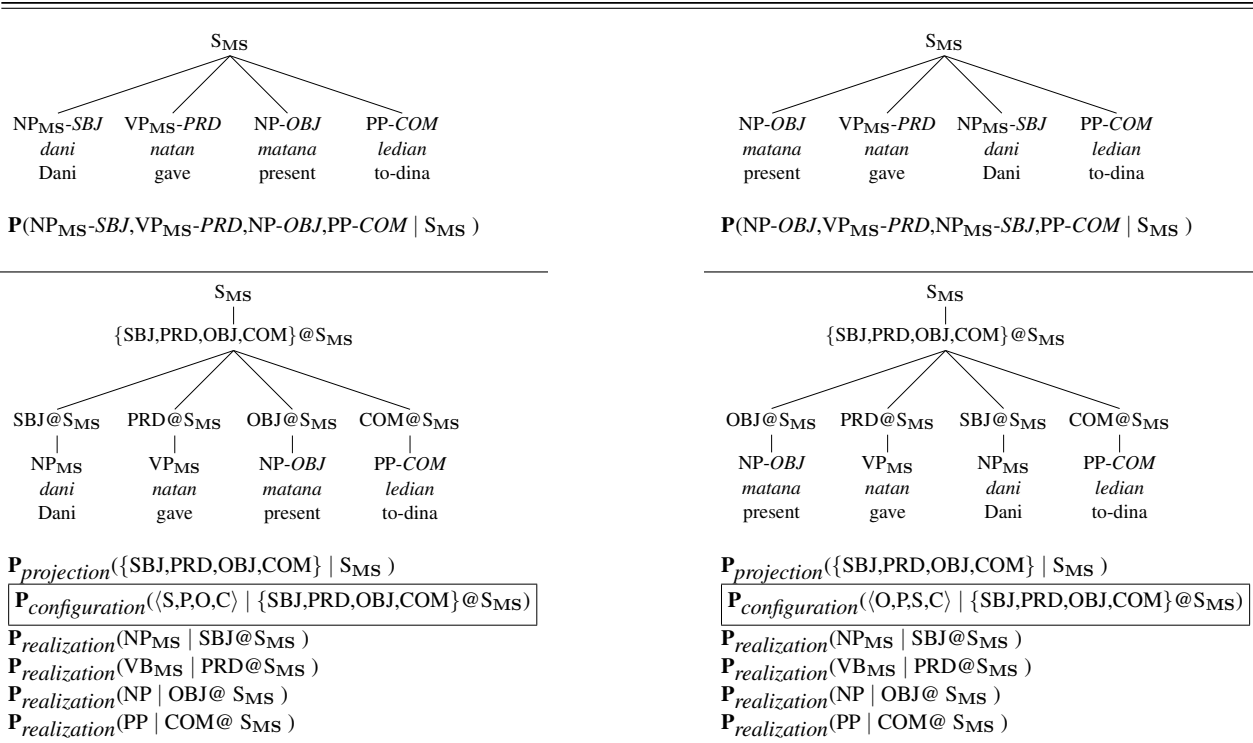 S_MS
NP_MS-SBJ VP_MS-PRD NP-OBJ PP-COM
dani natan matana ledian
Dani gave present to-dina
P(NP_MS-SBJ,VP_MS-PRD,NP-OBJ,PP-COM | S_MS )
S_MS
{SBJ,PRD,OBJ,COM}@S_MS
SBJ@S_MS PRD@S_MS OBJ@S_MS COM@S_MS
NP_MS VP_MS NP-OBJ PP-COM
dani natan matana ledian
Dani gave present to-dina
P_projection({SBJ,PRD,OBJ,COM} | S_MS )
P_configuration(⟨S,P,O,C⟩ | {SBJ,PRD,OBJ,COM}@S_MS)
P_realization(NP_MS | SBJ@S_MS )
P_realization(VB_MS | PRD@S_MS )
P_realization(NP | OBJ@ S_MS )
P_realization(PP | COM@ S_MS )
S_MS
NP-OBJ VP_MS-PRD NP_MS-SBJ PP-COM
matana natan dani ledian
present gave Dani to-dina
P(NP-OBJ,VP_MS-PRD,NP_MS-SBJ,PP-COM | S_MS )
S_MS
{SBJ,PRD,OBJ,COM}@S_MS
OBJ@S_MS PRD@S_MS SBJ@S_MS COM@S_MS
NP-OBJ VP_MS NP_MS PP-COM
matana natan dani ledian
present gave Dani to-dina
P_projection({SBJ,PRD,OBJ,COM} | S_MS )
P_configuration(⟨O,P,S,C⟩ | {SBJ,PRD,OBJ,COM}@S_MS)
P_realization(NP_MS | SBJ@S_MS )
P_realization(VB_MS | PRD@S_MS )
P_realization(NP | OBJ@ S_MS )
P_realization(PP | COM@ S_MS )